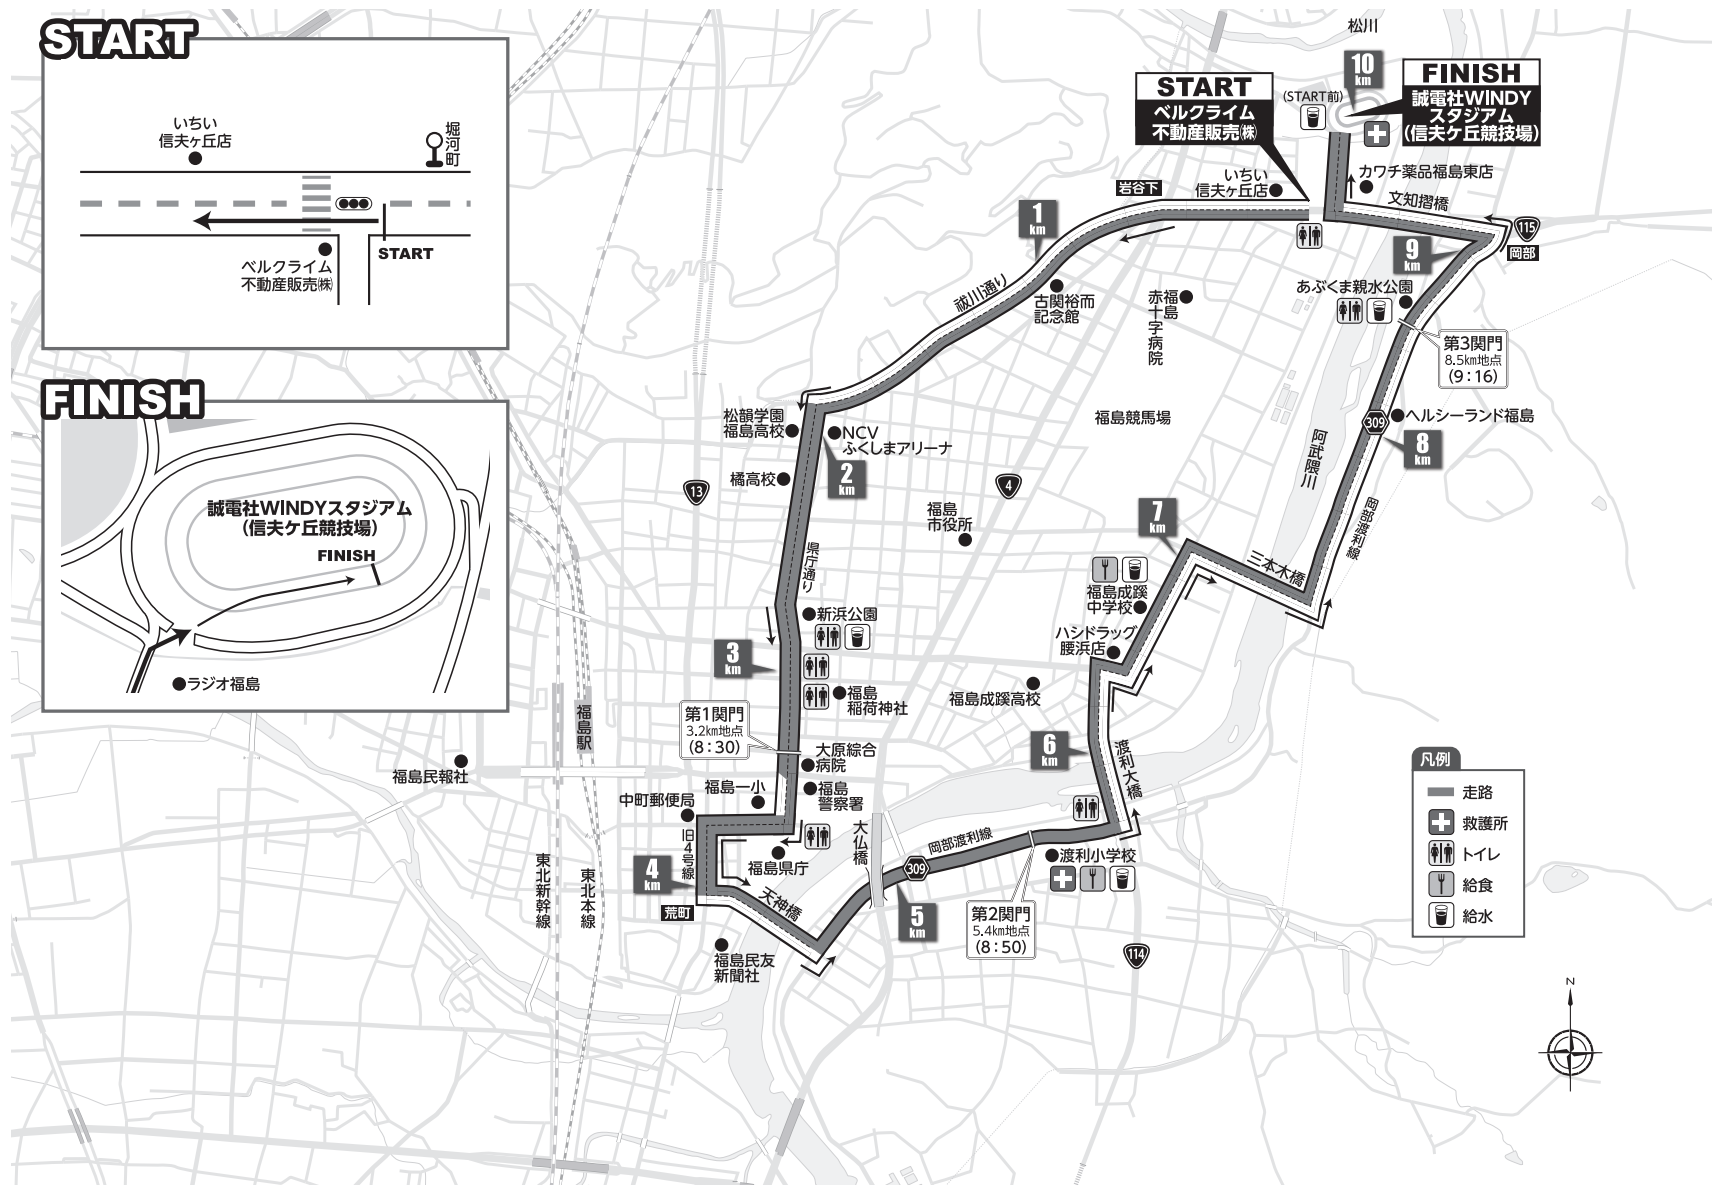 START
いちい
信夫ヶ丘店
堀河町
START
ベルクライム
不動産販売㈱
FINISH
誠電社WINDYスタジアム
（信夫ケ丘競技場）
FINISH
ラジオ福島
松川
10
km
START
ベルクライム
不動産販売㈱
(START前)
FINISH
誠電社WINDY
スタジアム
(信夫ケ丘競技場)
カワチ薬品福島東店
文知摺橋
いちい
信夫ヶ丘店
岩谷下
115
岡部
1
km
9
km
祓川通り
古関裕而
記念館
福島
赤十字病院
あぶくま親水公園
第3関門
8.5km地点
(9：16)
松韻学園
福島高校
NCV
ふくしまアリーナ
福島競馬場
ヘルシーランド福島
309
8
km
阿武隈川
2
km
橘高校
13
4
福島
市役所
7
km
岡部渡利線
県庁通り
三本木橋
福島成蹊
中学校
新浜公園
ハシドラッグ
腰浜店
3
km
福島
稲荷神社
福島成蹊高校
第1関門
3.2km地点
(8：30)
福島駅
6
km
渡利大橋
大原綜合
病院
福島民報社
福島一小
福島
警察署
中町郵便局
旧4号線
大仏橋
岡部渡利線
福島県庁
309
渡利小学校
4
km
荒町
天神橋
5
km
第2関門
5.4km地点
(8：50)
東北新幹線
東北本線
福島民友
新聞社
114
凡例
走路
救護所
トイレ
給食
給水
N